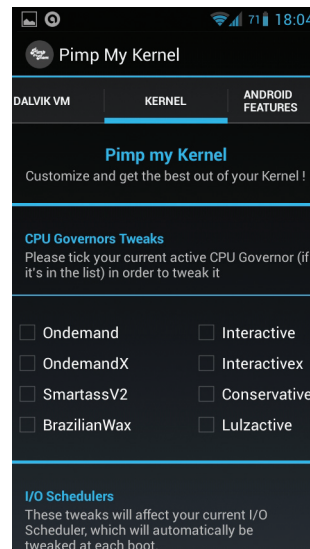 71 18:04
Pimp My Kernel
DALVIK VM KERNEL ANDROID
FEATURES
Pimp my Kernel
Customize and get the best out of your Kernel !
CPU Governors Tweaks
Please tick your current active CPU Governor (if
it's in the list) in order to tweak it
Ondemand Interactive
OndemandX Interactivex
SmartassV2 Conservative
BrazilianWax Lulzactive
I/O Schedulers
These tweaks will affect your current I/O
Scheduler, which will automatically be
tweaked at each boot.